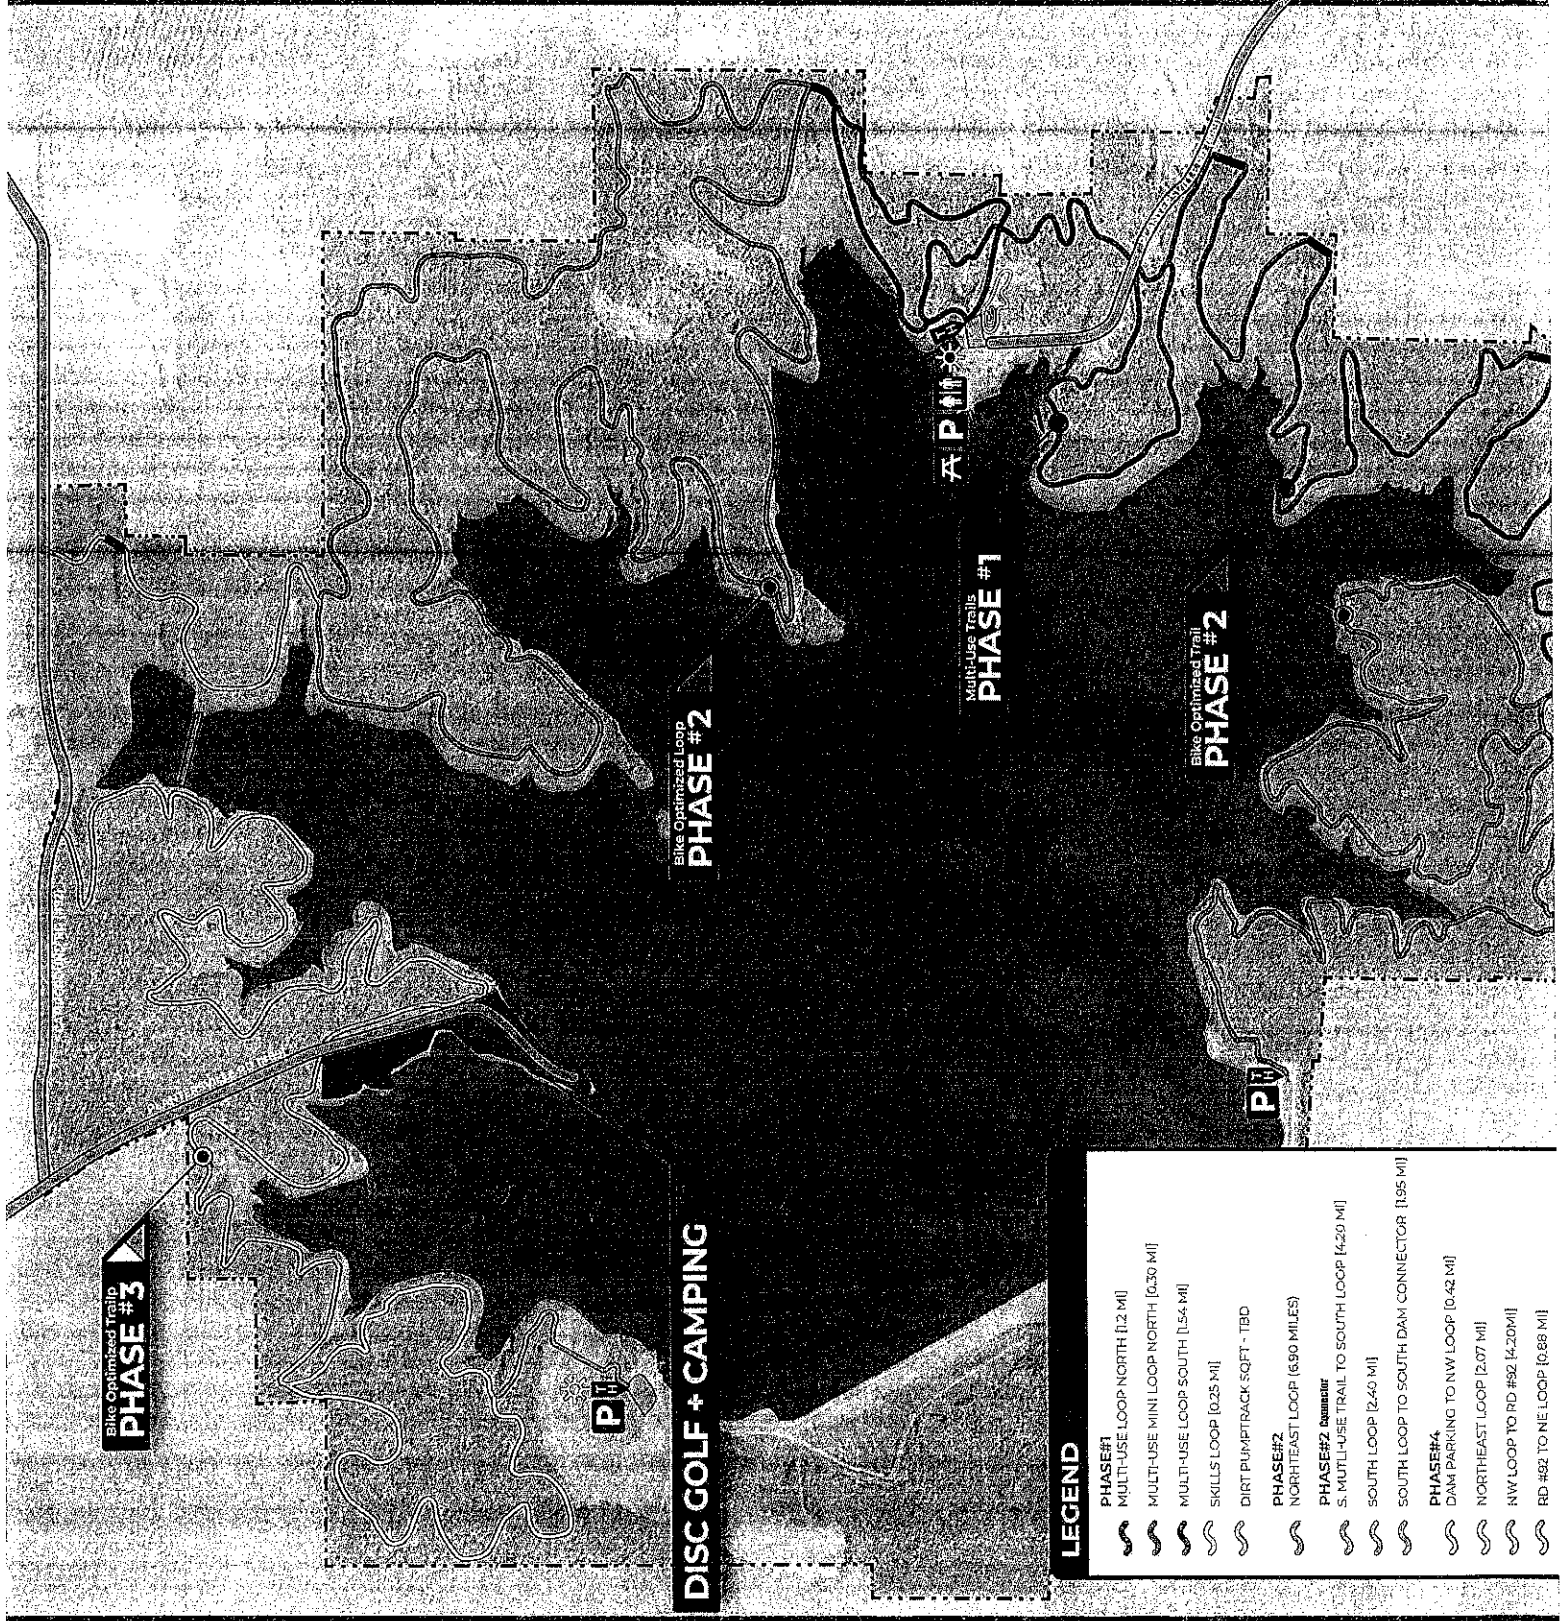 Bike Optimized Trailp
PHASE #3
P
TH
DISC GOLF + CAMPING
Bike Optimized Loop
PHASE #2
P
Multi-Use Trails
PHASE #1
Bike Optimized Trail
PHASE #2
P
TH
LEGEND
PHASE#1
MULTI-USE LOOP NORTH [1.2 MI]
MULTI-USE MINI LOOP NORTH [0.30 MI]
MULTI-USE LOOP SOUTH [1.54 MI]
SKILLS LOOP [0.25 MI]
DIRT PUMPTRACK SQFT - TBD
PHASE#2
NORHTEAST LOOP (6.90 MILES)
PHASE#2 Connector
S. MUTLI-USE TRAIL TO SOUTH LOOP [4.20 MI]
SOUTH LOOP [2.40 MI]
SOUTH LOOP TO SOUTH DAM CONNECTOR [1.95 MI]
PHASE#4
DAM PARKING TO NW LOOP [0.42 MI]
NORTHEAST LOOP [2.07 MI]
NW LOOP TO RD #92 [4.20MI]
RD #92 TO NE LOOP [0.88 MI]